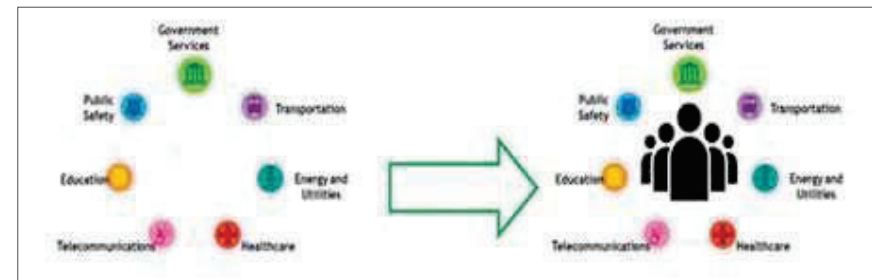 Government
Services
Public
Safety
Transportation
Education
Energy and
Utilities
Telecommunications
Healthcare
Government
Services
Public
Safety
Transportation
Education
Energy and
Utilities
Telecommunications
Healthcare